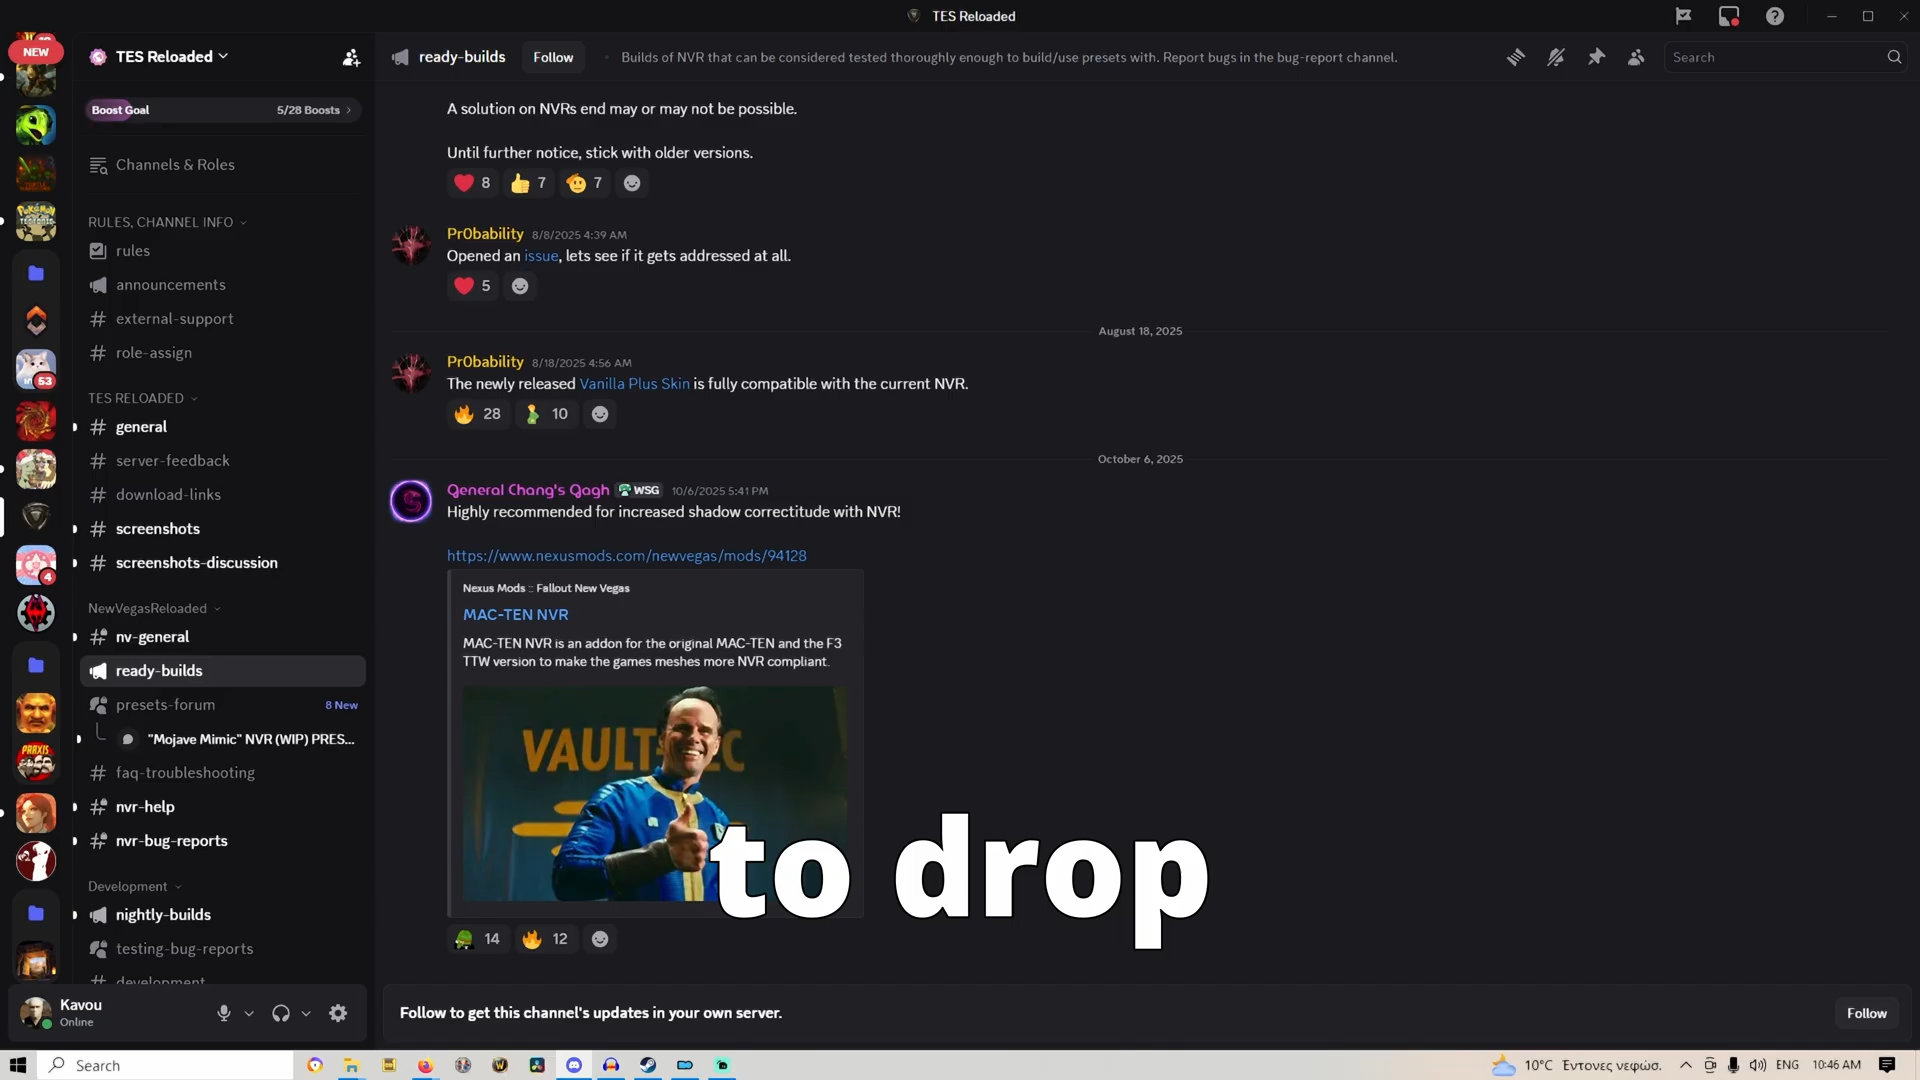 TES Reloaded
NEW
TES Reloaded
ready-builds
Follow
Builds of NVR that can be considered tested thoroughly enough to build/use presets with. Report bugs in the bug-report channel.
Search
Boost Goal
5/28 Boosts
Channels & Roles
RULES, CHANNEL INFO
rules
announcements
external-support
role-assign
TES RELOADED
general
server-feedback
download-links
screenshots
screenshots-discussion
NewVegasReloaded
nv-general
ready-builds
presets-forum
8 New
"Mojave Mimic" NVR (WIP) PRES...
faq-troubleshooting
nvr-help
nvr-bug-reports
Development
nightly-builds
testing-bug-reports
development
53
4
PRAXIS
A solution on NVRs end may or may not be possible.
Until further notice, stick with older versions.
8
7
7
Pr0bability 8/8/2025 4:39 AM
Opened an issue, lets see if it gets addressed at all.
5
August 18, 2025
Pr0bability 8/18/2025 4:56 AM
The newly released Vanilla Plus Skin is fully compatible with the current NVR.
28
10
October 6, 2025
General Chang's Gagh WSG 10/6/2025 5:41 PM
Highly recommended for increased shadow correctitude with NVR!
https://www.nexusmods.com/newvegas/mods/94128
Nexus Mods :: Fallout New Vegas
MAC-TEN NVR
MAC-TEN NVR is an addon for the original MAC-TEN and the F3
TTW version to make the games meshes more NVR compliant.
to drop
14
12
Kavou
Online
Follow to get this channel's updates in your own server.
Follow
Search
10°C
Έντονες νεφώσ.
ENG
10:46 AM